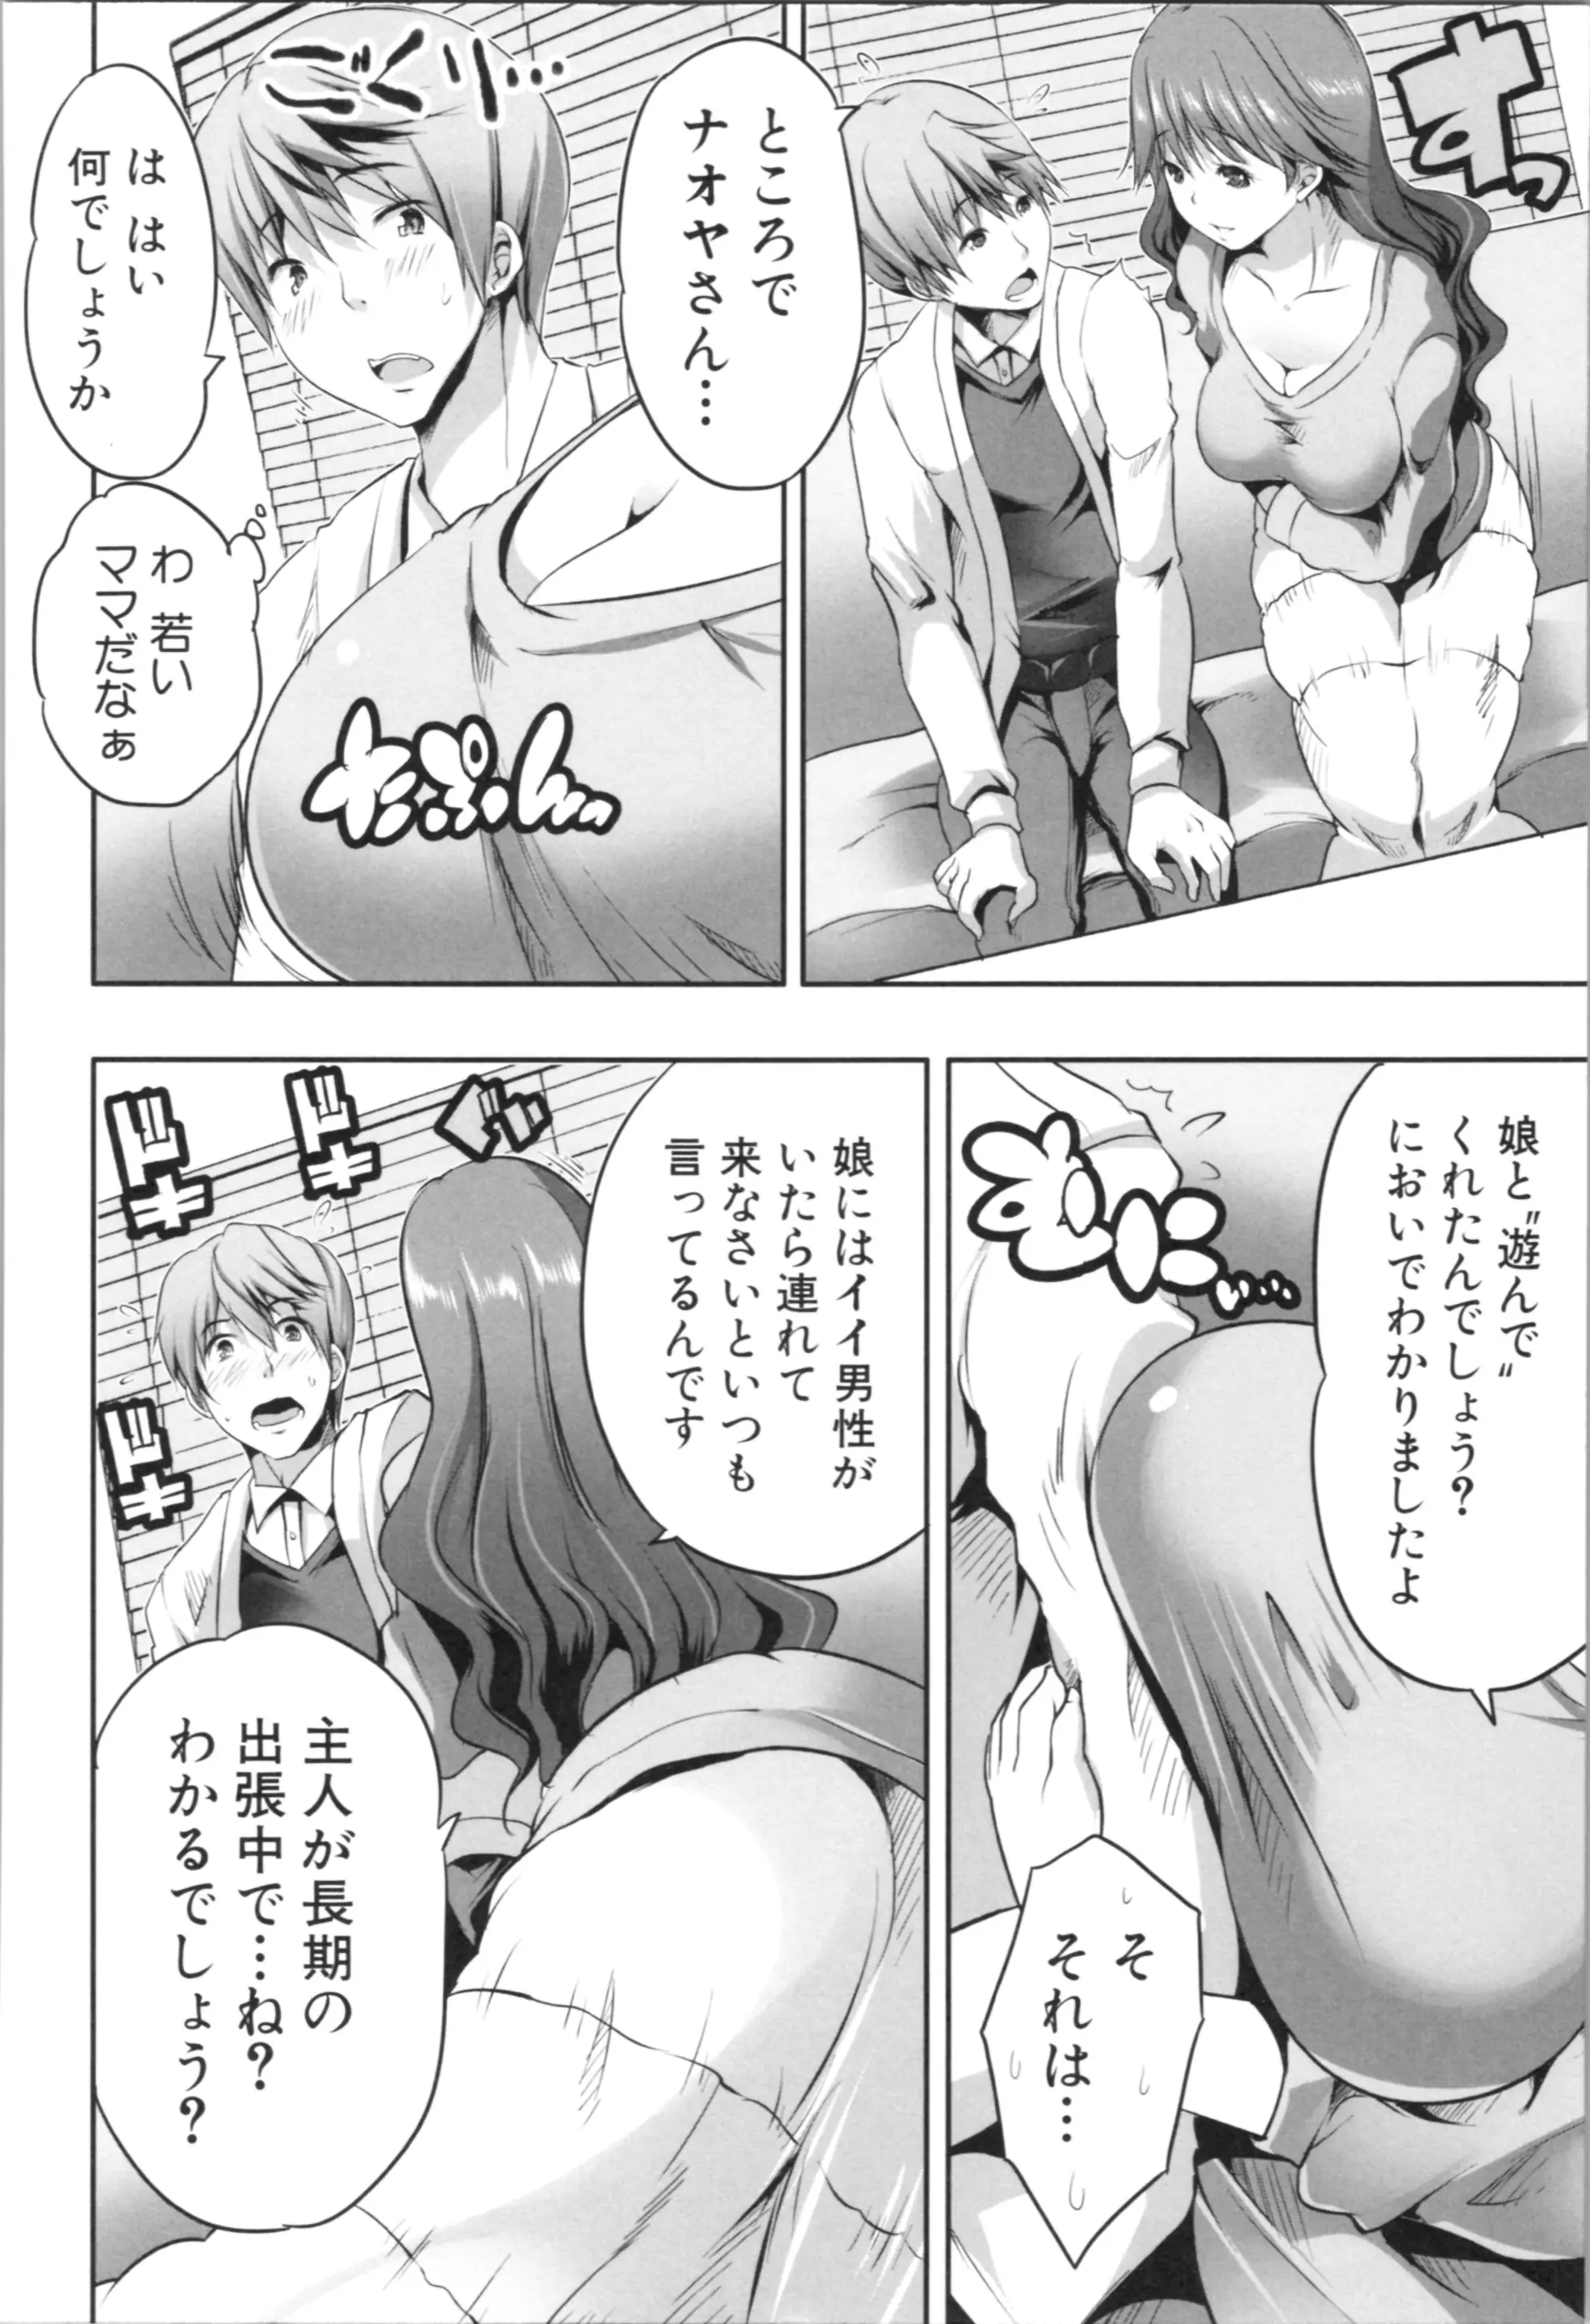 すっ
ところで
ナオヤさん…
ごくり…
は はい
何でしょうか
わ 若い
ママだなぁ
たぷん…
娘と〝遊んで〟
くれたんでしょう?
においでわかりましたよ
むに…
そ
それは…
娘にはイイ男性が
いたら連れて
来なさいといつも
言ってるんです
ぐっ
ドキ
ドキ
ドキ
主人が長期の
出張中で…ね?
わかるでしょう?